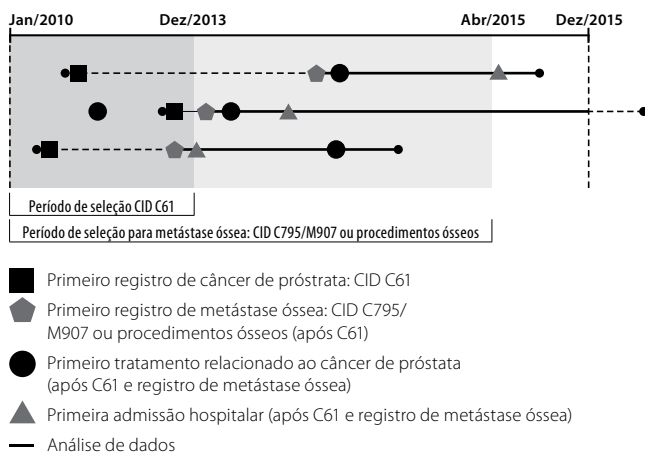 Jan/2010 Dez/2013 Abr/2015 Dez/2015
Período de seleção CID C61
Período de seleção para metástase óssea: CID C795/M907 ou procedimentos ósseos
Primeiro registro de câncer de próstrata: CID C61
Primeiro registro de metástase óssea: CID C795/
M907 ou procedimentos ósseos (após C61)
Primeiro tratamento relacionado ao câncer de próstata
(após C61 e registro de metástase óssea)
Primeira admissão hospitalar (após C61 e registro de metástase óssea)
Análise de dados